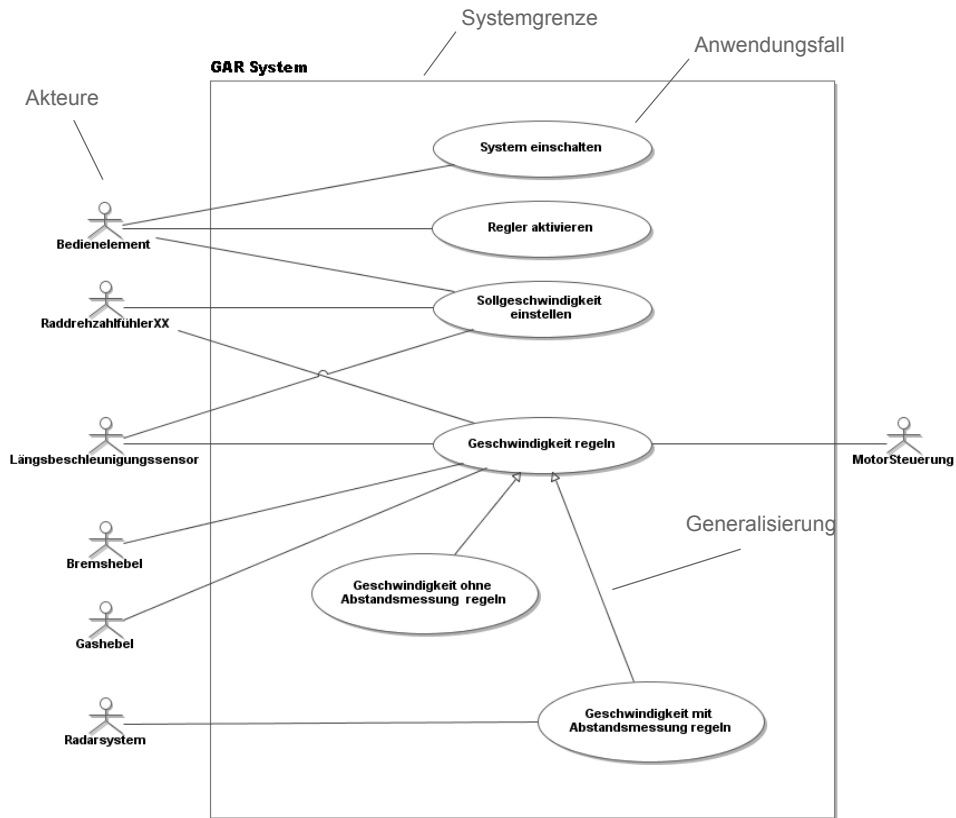 Systemgrenze
Anwendungsfall
GAR System
Akteure
System einschalten
Bedienelement
Regler aktivieren
RaddrehzahlfühlerXX
Sollgeschwindigkeit
einstellen
Längsbeschleunigungssensor
Geschwindigkeit regeln
MotorSteuerung
Generalisierung
Bremshebel
Geschwindigkeit ohne
Abstandsmessung regeln
Gashebel
Radarsystem
Geschwindigkeit mit
Abstandsmessung regeln